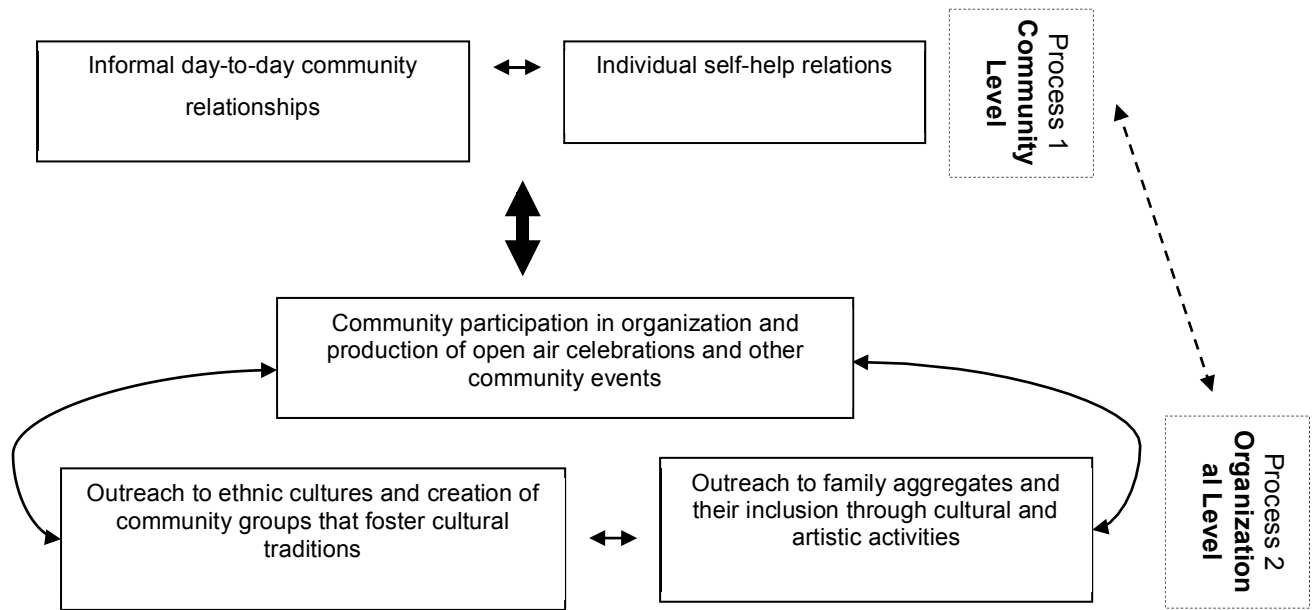 Informal day-to-day community
relationships
Individual self-help relations
Process 1
Community
Level
Community participation in organization and
production of open air celebrations and other
community events
Outreach to ethnic cultures and creation of
community groups that foster cultural
traditions
Outreach to family aggregates and
their inclusion through cultural and
artistic activities
Process 2
Organization
al Level